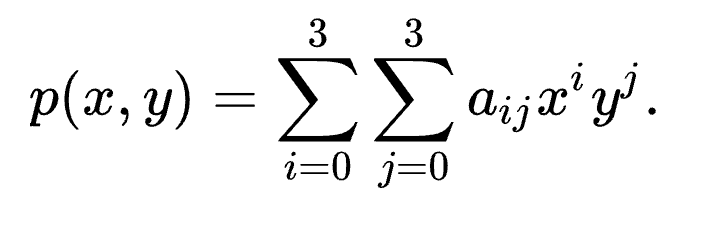 p(x, y) = \sum_{i=0}^{3} \sum_{j=0}^{3} a_{ij} x^i y^j.